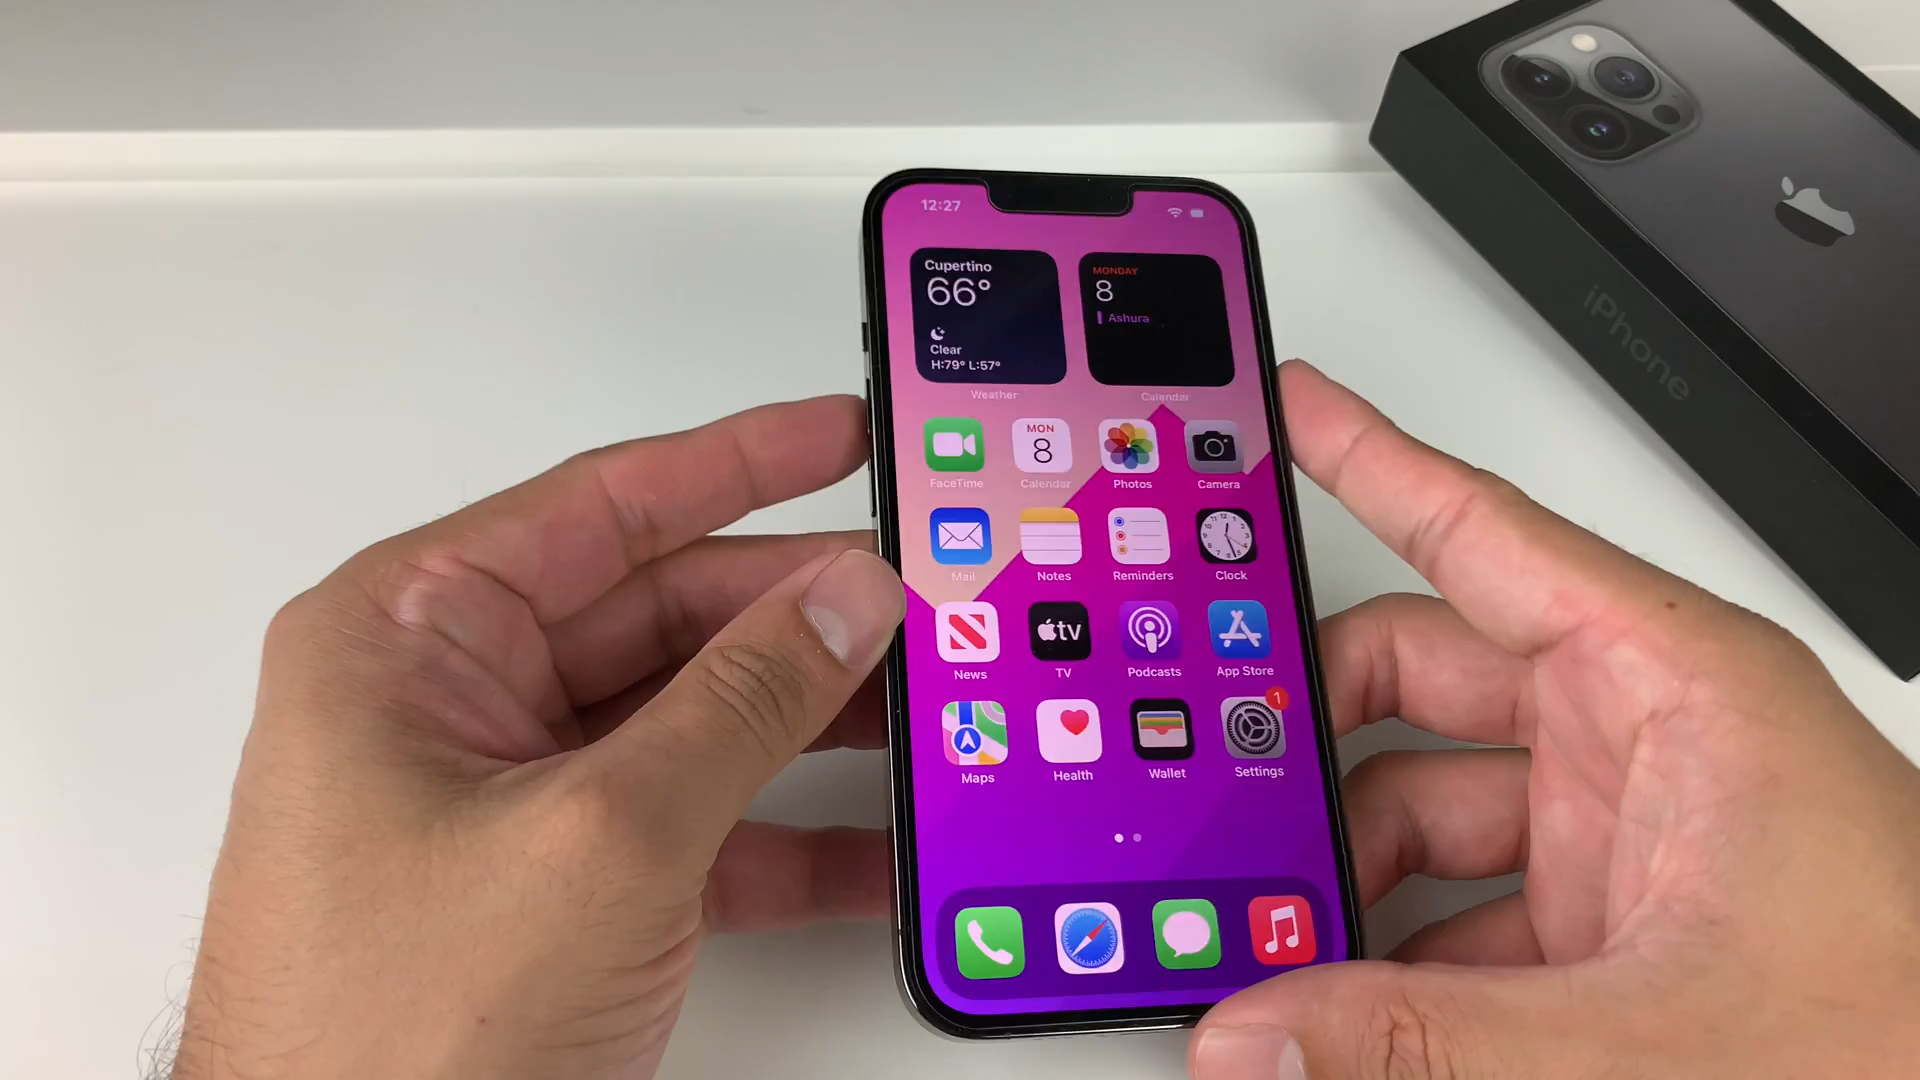 12:27
Cupertino
66°
Clear
H:79° L:57°
Weather
MONDAY
8
Ashura
Calendar
FaceTime
MON
8
Calendar
Photos
Camera
Mail
Notes
Reminders
Clock
News
tv
TV
Podcasts
App Store
Maps
Health
Wallet
1
Settings
iPhone